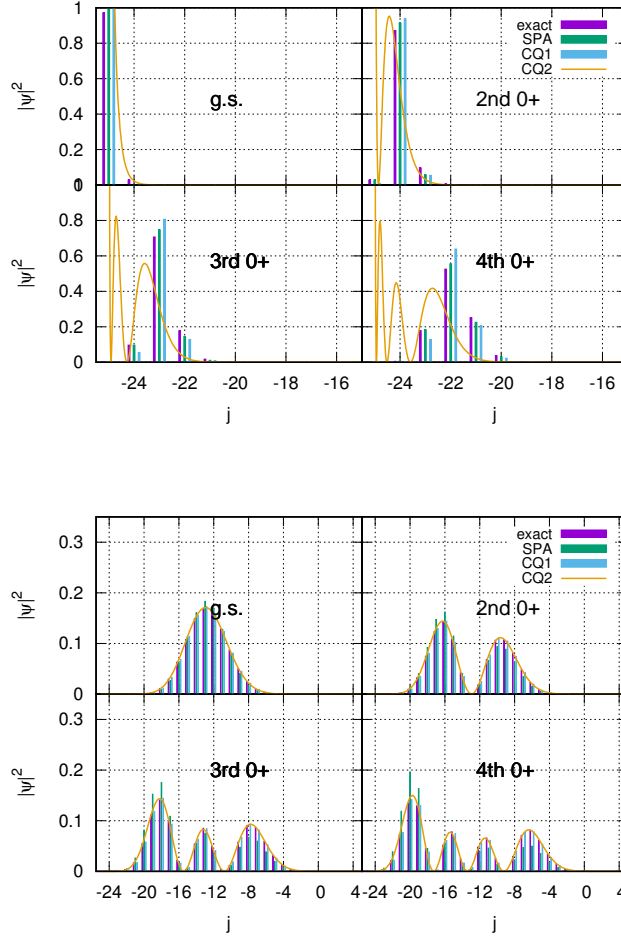 1
0.8
0.6
0.4
0.2
0
|ψ|²
g.s.
2nd 0+
exact
SPA
CQ1
CQ2
1
0.8
0.6
0.4
0.2
0
|ψ|²
3rd 0+
4th 0+
-24 -22 -20 -18 -16 -24 -22 -20 -18 -16
j j
0.3
0.2
0.1
0
|ψ|²
g.s.
2nd 0+
exact
SPA
CQ1
CQ2
0.3
0.2
0.1
0
|ψ|²
3rd 0+
4th 0+
-24 -20 -16 -12 -8 -4 0 4 -24 -20 -16 -12 -8 -4 0 4
j j